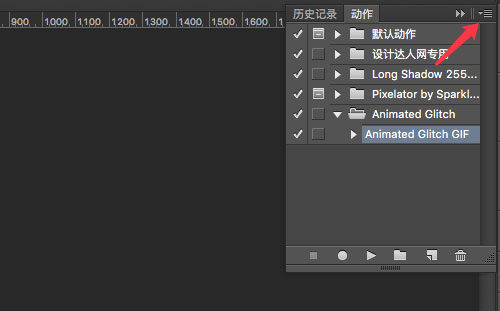 900 1000 1100 1200 1300 1400 1500 1600 17
历史记录 动作
默认动作
设计达人网专用
Long Shadow 255...
Pixelator by Sparkl...
Animated Glitch
Animated Glitch GIF